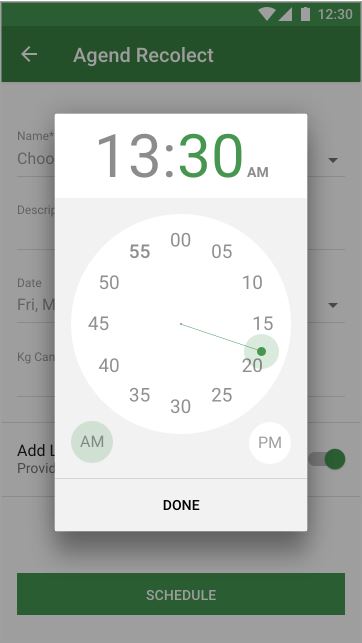 12:30
Agend Recolect
Name*
Choo
Descrip
Date
Fri, M
Kg Can
Add L
Provid
13:30 AM
00
05
10
15
20
25
30
35
40
45
50
55
AM
PM
DONE
SCHEDULE